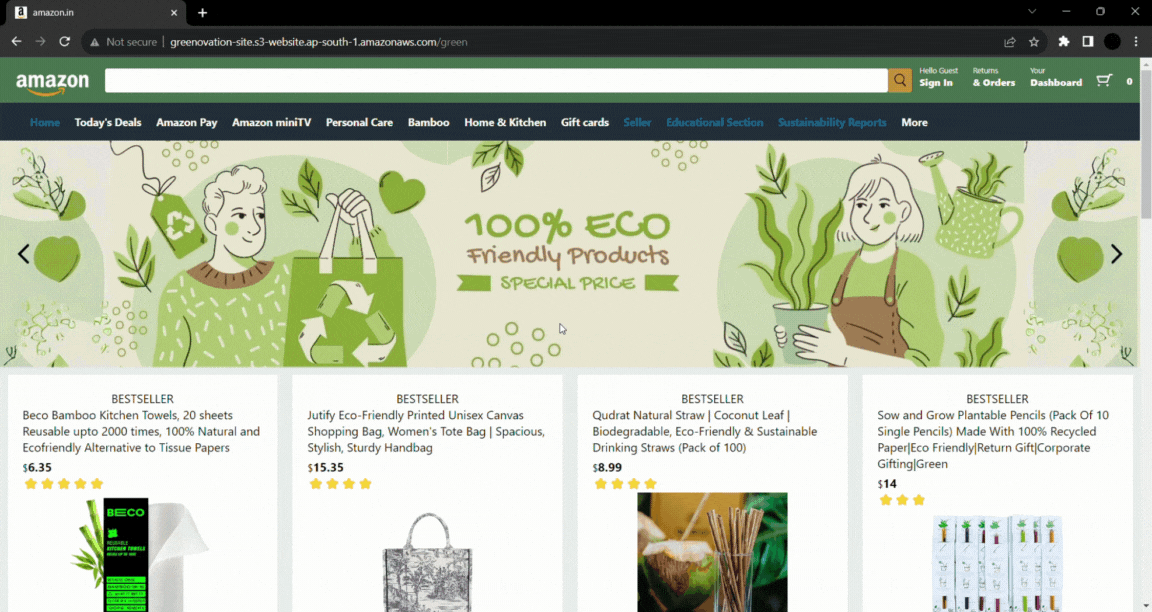 amazon.in
Not secure
greenovation-site.s3-website.ap-south-1.amazonaws.com/green
amazon
Hello Guest
Sign In
Returns
& Orders
Your
Dashboard
0
Home Today's Deals Amazon Pay Amazon miniTV Personal Care Bamboo Home & Kitchen Gift cards Seller Educational Section Sustainability Reports More
100% ECO
Friendly Products
SPECIAL PRICE
BESTSELLER
Beco Bamboo Kitchen Towels, 20 sheets
Reusable upto 2000 times, 100% Natural and
Ecofriendly Alternative to Tissue Papers
$6.35
BECO
REUSABLE
KITCHEN TOWELS
BESTSELLER
Jutify Eco-Friendly Printed Unisex Canvas
Shopping Bag, Women's Tote Bag | Spacious,
Stylish, Sturdy Handbag
$15.35
BESTSELLER
Qudrat Natural Straw | Coconut Leaf |
Biodegradable, Eco-Friendly & Sustainable
Drinking Straws (Pack of 100)
$8.99
BESTSELLER
Sow and Grow Plantable Pencils (Pack Of 10
Single Pencils) Made With 100% Recycled
Paper|Eco Friendly|Return Gift|Corporate
Gifting|Green
$14